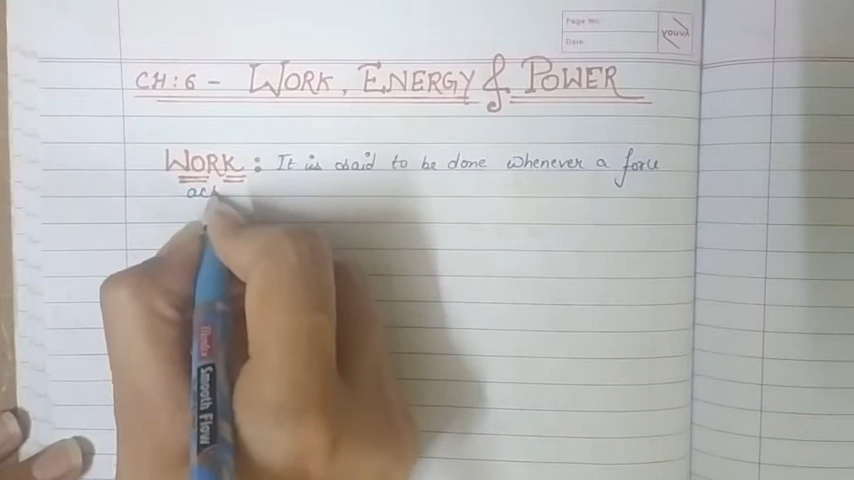 Page No.:
Date:
youva
CH:6 - WORK, ENERGY & POWER
WORK : It is said to be done whenever a force
act
Smooth Flow